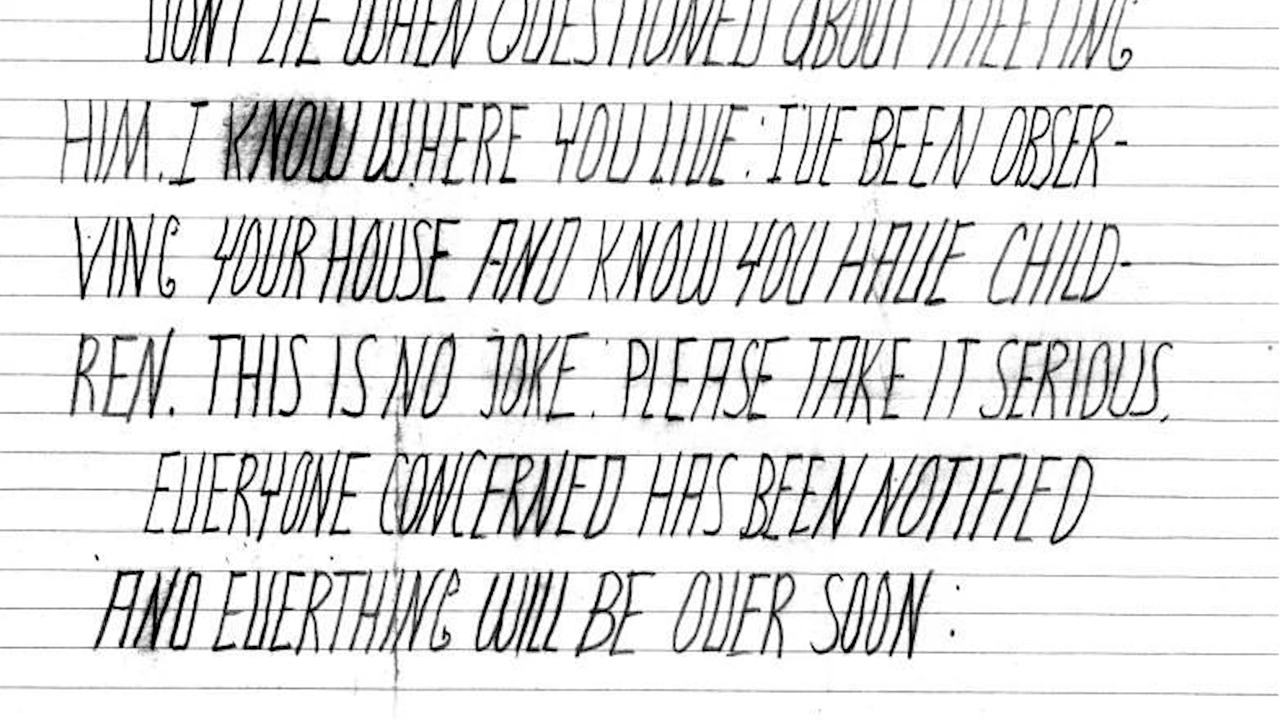 DON'T LIE WHEN QUESTIONED ABOUT MEETING
HIM. I KNOW WHERE YOU LIVE. I'VE BEEN OBSER-
VING YOUR HOUSE AND KNOW YOU HAVE CHILD-
REN. THIS IS NO JOKE. PLEASE TAKE IT SERIOUS.
EVERYONE CONCERNED HAS BEEN NOTIFIED
AND EVERTHING WILL BE OVER SOON.